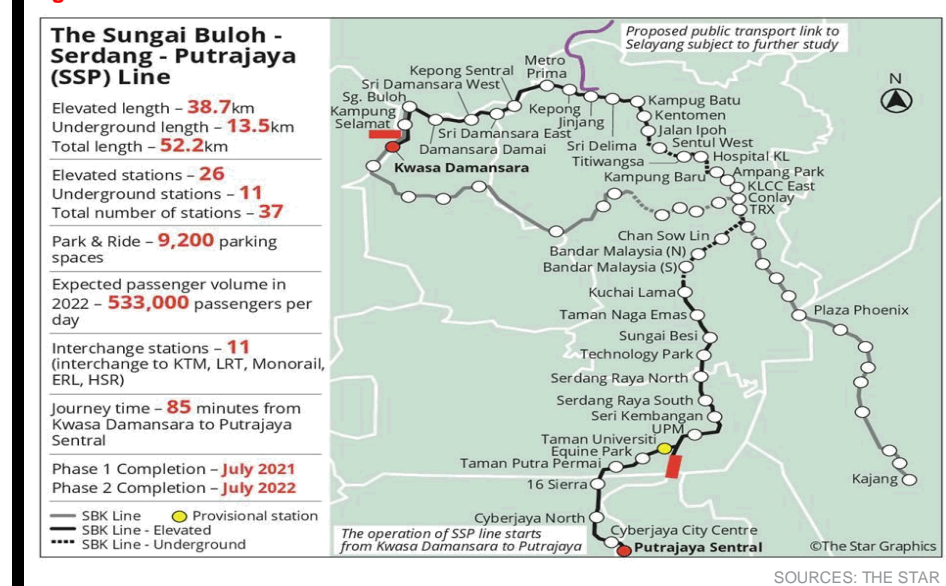 The Sungai Buloh -
Serdang - Putrajaya
(SSP) Line
Elevated length – 38.7km
Underground length – 13.5km
Total length – 52.2km
Elevated stations – 26
Underground stations – 11
Total number of stations – 37
Park & Ride – 9,200 parking
spaces
Expected passenger volume in
2022 – 533,000 passengers per
day
Interchange stations – 11
(interchange to KTM, LRT, Monorail,
ERL, HSR)
Journey time – 85 minutes from
Kwasa Damansara to Putrajaya
Sentral
Phase 1 Completion – July 2021
Phase 2 Completion – July 2022
SBK Line
Provisional station
SBK Line - Elevated
SBK Line - Underground
Proposed public transport link to
Selayang subject to further study
N
Metro
Prima
Kepong Sentral
Sri Damansara West
Sg. Buloh
Kampung
Selamat
Kwasa Damansara
Sri Damansara East
Damansara Damai
Kepong
Jinjang
Sri Delima
Kampug Batu
Kentomen
Jalan Ipoh
Sentul West
Titiwangsa
Hospital KL
Kampung Baru
Ampang Park
KLCC East
Conlay
TRX
Chan Sow Lin
Bandar Malaysia (N)
Bandar Malaysia (S)
Kuchai Lama
Taman Naga Emas
Plaza Phoenix
Sungai Besi
Technology Park
Serdang Raya North
Serdang Raya South
Seri Kembangan
UPM
Taman Universiti
Equine Park
Taman Putra Permai
16 Sierra
Kajang
Cyberjaya North
Cyberjaya City Centre
Putrajaya Sentral
The operation of SSP line starts
from Kwasa Damansara to Putrajaya
©The Star Graphics
SOURCES: THE STAR